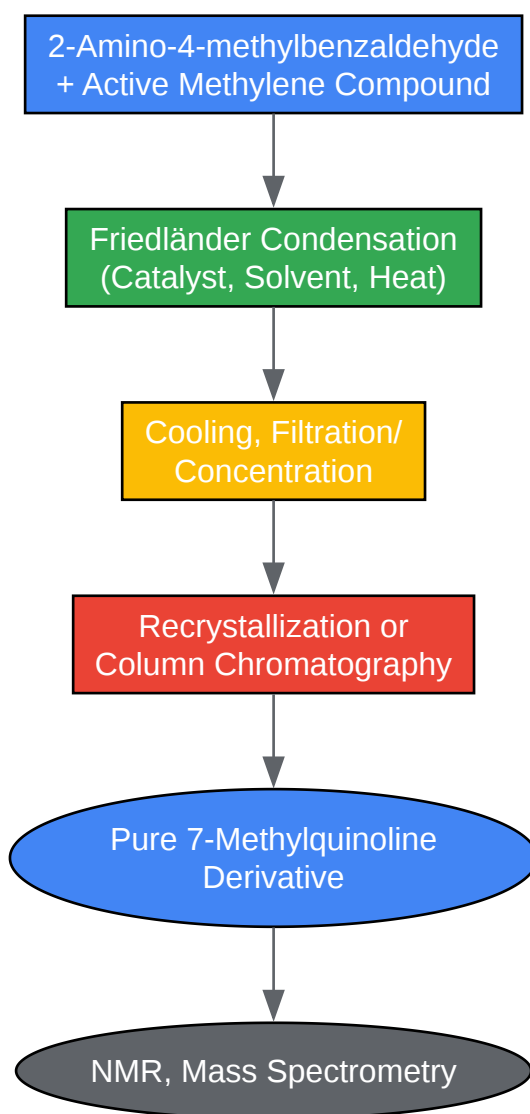 2-Amino-4-methylbenzaldehyde
+ Active Methylene Compound
Friedländer Condensation
(Catalyst, Solvent, Heat)
Cooling, Filtration/
Concentration
Recrystallization or
Column Chromatography
Pure 7-Methylquinoline
Derivative
NMR, Mass Spectrometry